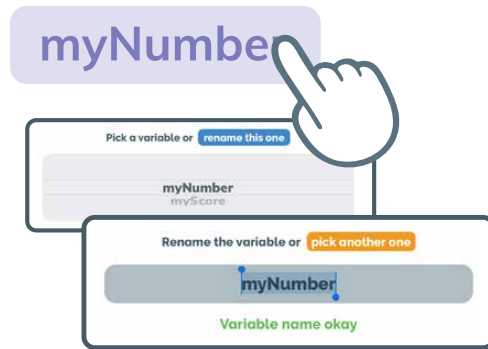 myNumber
Pick a variable or rename this one
myNumber
myScore
Rename the variable or pick another one
myNumber
Variable name okay